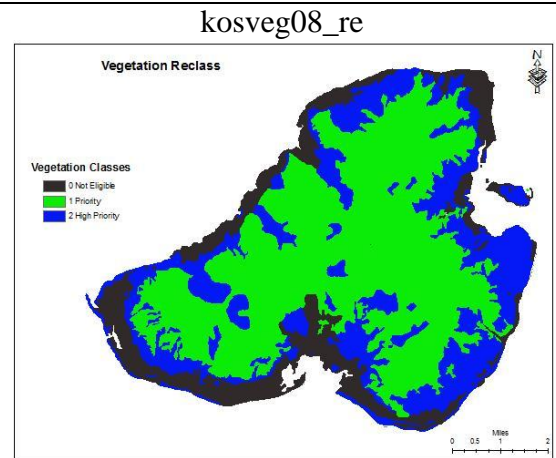 kosveg08_re
Vegetation Reclass
N
Vegetation Classes
0 Not Eligible
1 Priority
2 High Priority
Miles
0 0.5 1 2